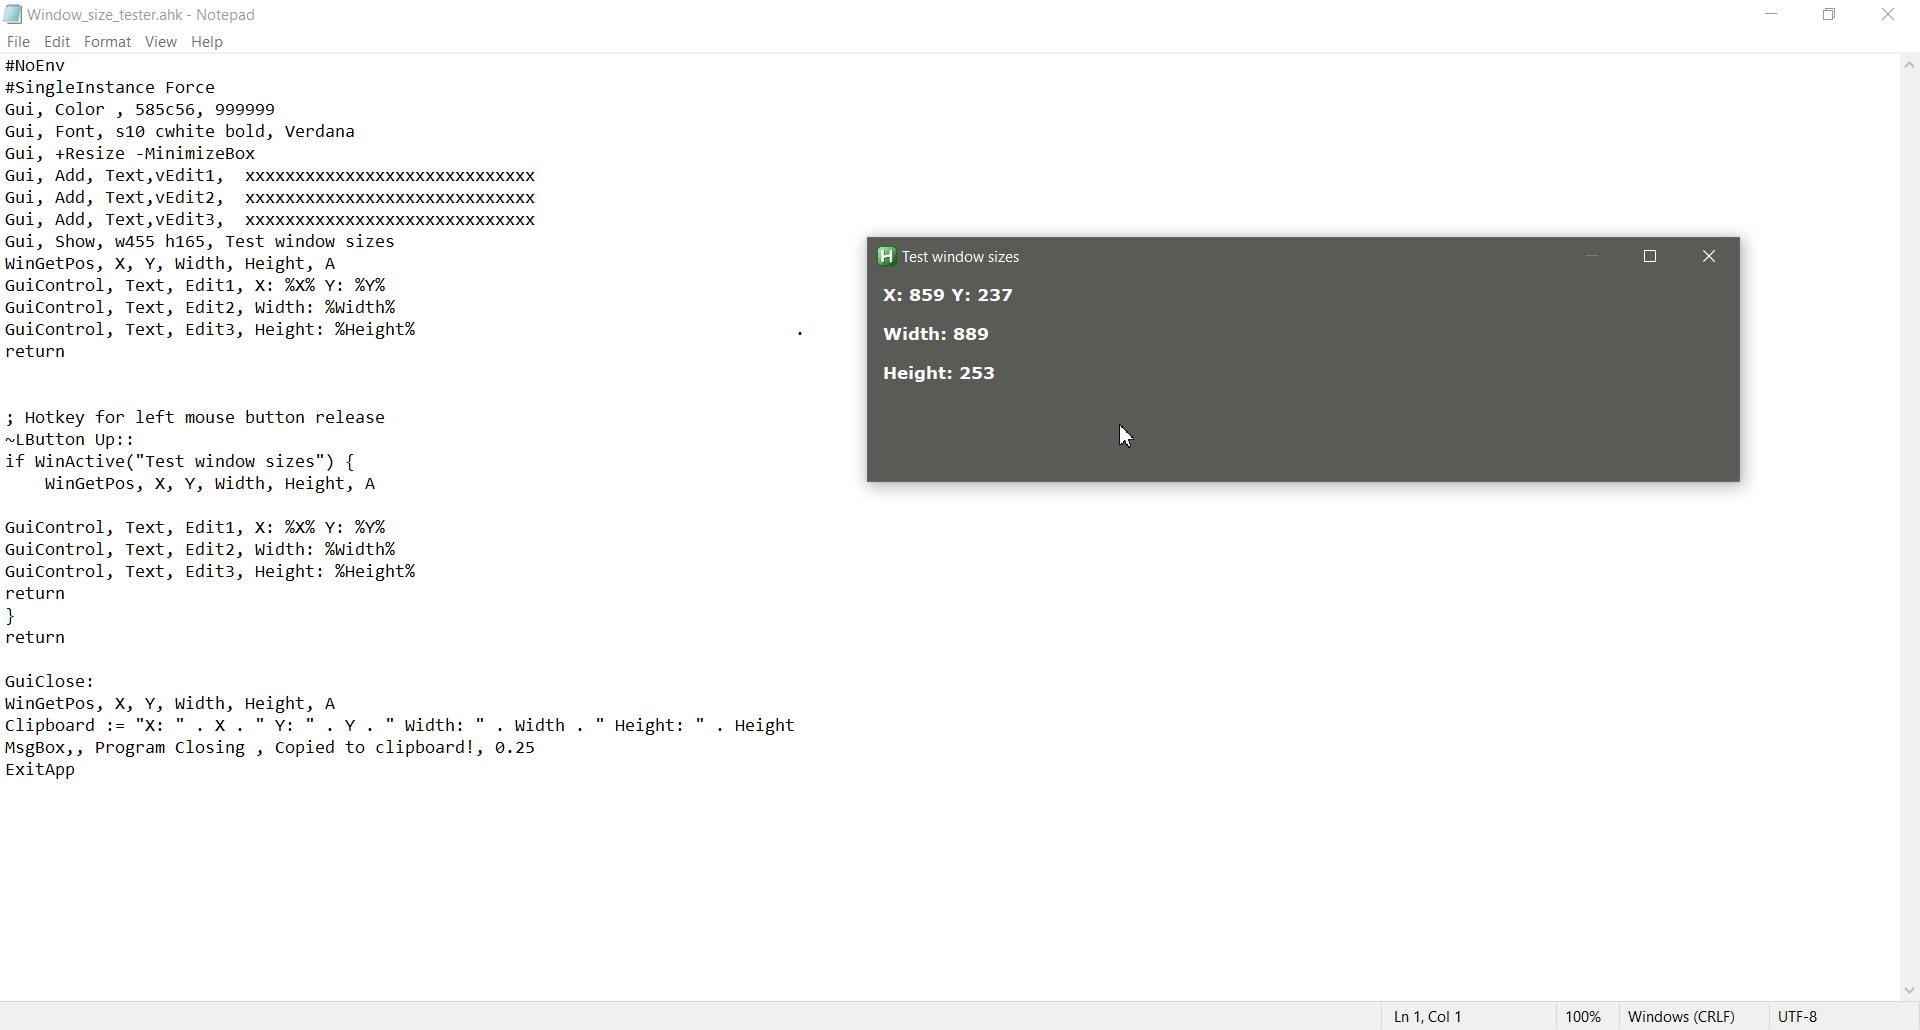 Window_size_tester.ahk - Notepad
File Edit Format View Help
#NoEnv
#SingleInstance Force
Gui, Color , 585c56, 999999
Gui, Font, s10 cwhite bold, Verdana
Gui, +Resize -MinimizeBox
Gui, Add, Text,vEdit1,  xxxxxxxxxxxxxxxxxxxxxxxxxxxxx
Gui, Add, Text,vEdit2,  xxxxxxxxxxxxxxxxxxxxxxxxxxxxx
Gui, Add, Text,vEdit3,  xxxxxxxxxxxxxxxxxxxxxxxxxxxxx
Gui, Show, w455 h165, Test window sizes
WinGetPos, X, Y, Width, Height, A
GuiControl, Text, Edit1, X: %X% Y: %Y%
GuiControl, Text, Edit2, Width: %Width%
GuiControl, Text, Edit3, Height: %Height%                                      .
return
; Hotkey for left mouse button release
~LButton Up::
if WinActive("Test window sizes") {
    WinGetPos, X, Y, Width, Height, A
GuiControl, Text, Edit1, X: %X% Y: %Y%
GuiControl, Text, Edit2, Width: %Width%
GuiControl, Text, Edit3, Height: %Height%
return
}
return
GuiClose:
WinGetPos, X, Y, Width, Height, A
Clipboard := "X: " . X . " Y: " . Y . " Width: " . Width . " Height: " . Height
MsgBox,, Program Closing , Copied to clipboard!, 0.25
ExitApp
H Test window sizes
X: 859 Y: 237
Width: 889
Height: 253
Ln 1, Col 1 100% Windows (CRLF) UTF-8